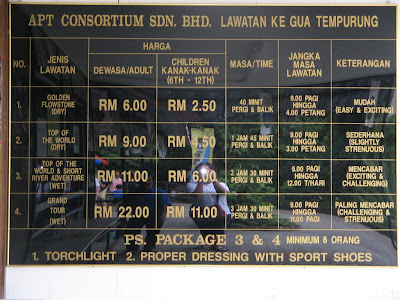 APT CONSORTIUM SDN. BHD. LAWATAN KE GUA TEMPURUNG
NO. JENIS LAWATAN HARGA MASA/TIME JANGKA MASA LAWATAN KETERANGAN
DEWASA/ADULT CHILDREN KANAK-KANAK (6TH - 12TH)
1. GOLDEN FLOWSTONE (DRY) RM 6.00 RM 2.50 40 MINIT PERGI & BALIK 9.00 PAGI HINGGA 4.00 PETANG MUDAH (EASY & EXCITING)
2. TOP OF THE WORLD (DRY) RM 9.00 RM 4.50 1 JAM 45 MINIT PERGI & BALIK 9.00 PAGI HINGGA 3.00 PETANG SEDERHANA (SLIGHTLY STRENUOUS)
3. TOP OF THE WORLD & SHORT RIVER ADVENTURE (WET) RM 11.00 RM 6.00 2 JAM 30 MINIT PERGI & BALIK 9.00 PAGI HINGGA 12.00 T/HARI MENCABAR (EXCITING & CHALLENGING)
4. GRAND TOUR (WET) RM 22.00 RM 11.00 3 JAM 30 MINIT PERGI & BALIK 9.00 PAGI HINGGA 11.00 PAGI PALING MENCABAR (CHALLENGING & STRENUOUS)
PS. PACKAGE 3 & 4 MINIMUM 8 ORANG
1. TORCHLIGHT 2. PROPER DRESSING WITH SPORT SHOES